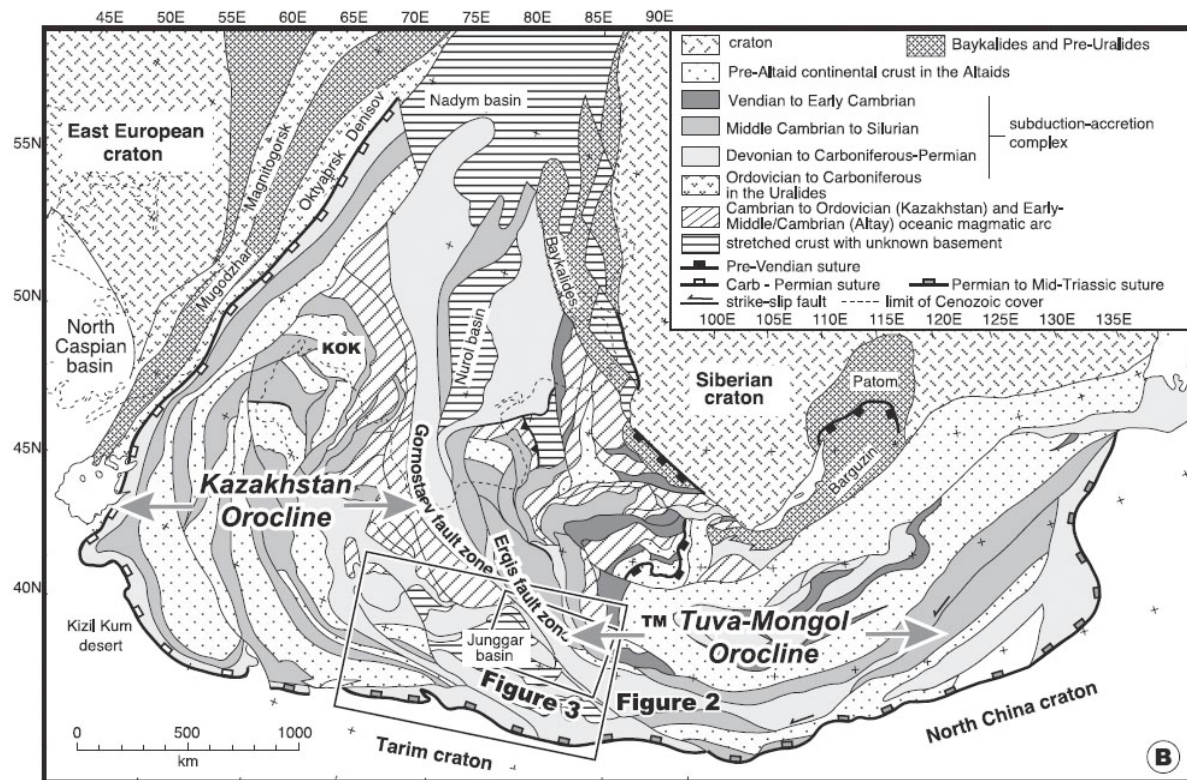 45E 50E 55E 60E 65E 70E 75E 80E 85E 90E
craton
Baykalides and Pre-Uralides
Pre-Altaid continental crust in the Altaids
Vendian to Early Cambrian
Middle Cambrian to Silurian
subduction-accretion
complex
Devonian to Carboniferous-Permian
Ordovician to Carboniferous
in the Uralides
Cambrian to Ordovician (Kazakhstan) and Early-
Middle/Cambrian (Altay) oceanic magmatic arc
stretched crust with unknown basement
Pre-Vendian suture
Carb - Permian suture
Permian to Mid-Triassic suture
strike-slip fault
limit of Cenozoic cover
100E 105E 110E 115E 120E 125E 130E 135E
55N
50N
45N
40N
East European
craton
Magnitogorsk
Oktyabrsk - Denisov
Mugodzhar
Nadym basin
Baykalides
Nurol basin
North
Caspian
basin
KOK
Siberian
craton
Patom
Barguzin
Kazakhstan
Orocline
Gornostaev fault zone
Erqis fault zone
Kizil Kum
desert
Junggar
basin
TM Tuva-Mongol
Orocline
Figure 3
Figure 2
North China craton
Tarim craton
0 500 1000
km
B